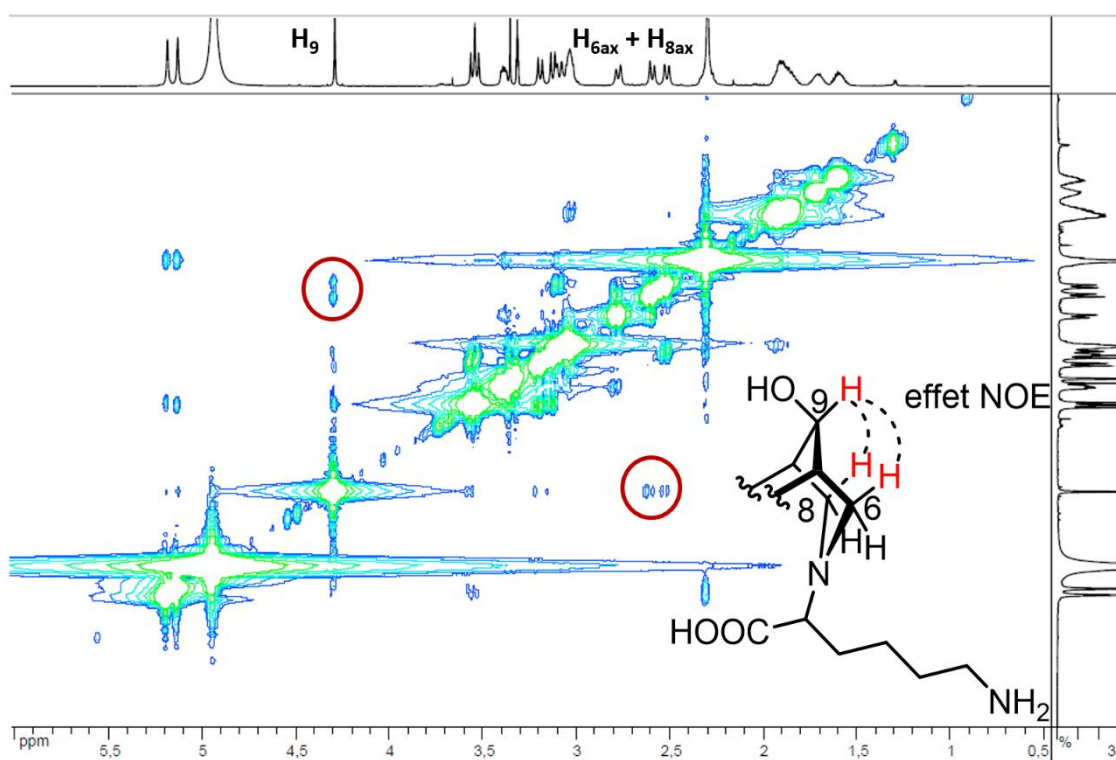 H₉ H₆ₐₓ + H₈ₐₓ
HO 9 H effet NOE
H H
8 6
H H
N
HOOC
NH₂
ppm 5,5 5 4,5 4 3,5 3 2,5 2 1,5 1 0,5 % 3